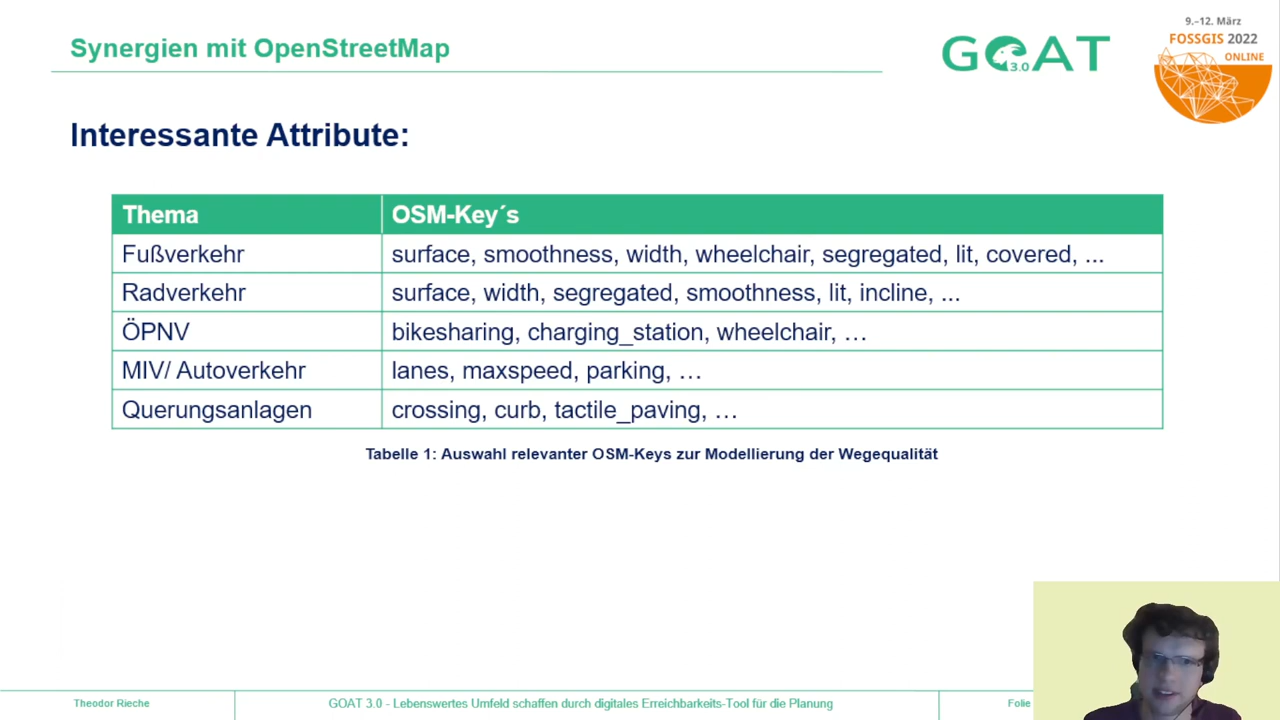 Synergien mit OpenStreetMap
GOAT 3.0
9.–12. März
FOSSGIS 2022
ONLINE
Interessante Attribute:
Thema OSM-Key´s
Fußverkehr surface, smoothness, width, wheelchair, segregated, lit, covered, ...
Radverkehr surface, width, segregated, smoothness, lit, incline, ...
ÖPNV bikesharing, charging_station, wheelchair, …
MIV/ Autoverkehr lanes, maxspeed, parking, …
Querungsanlagen crossing, curb, tactile_paving, …
Tabelle 1: Auswahl relevanter OSM-Keys zur Modellierung der Wegequalität
Theodor Rieche GOAT 3.0 - Lebenswertes Umfeld schaffen durch digitales Erreichbarkeits-Tool für die Planung Folie